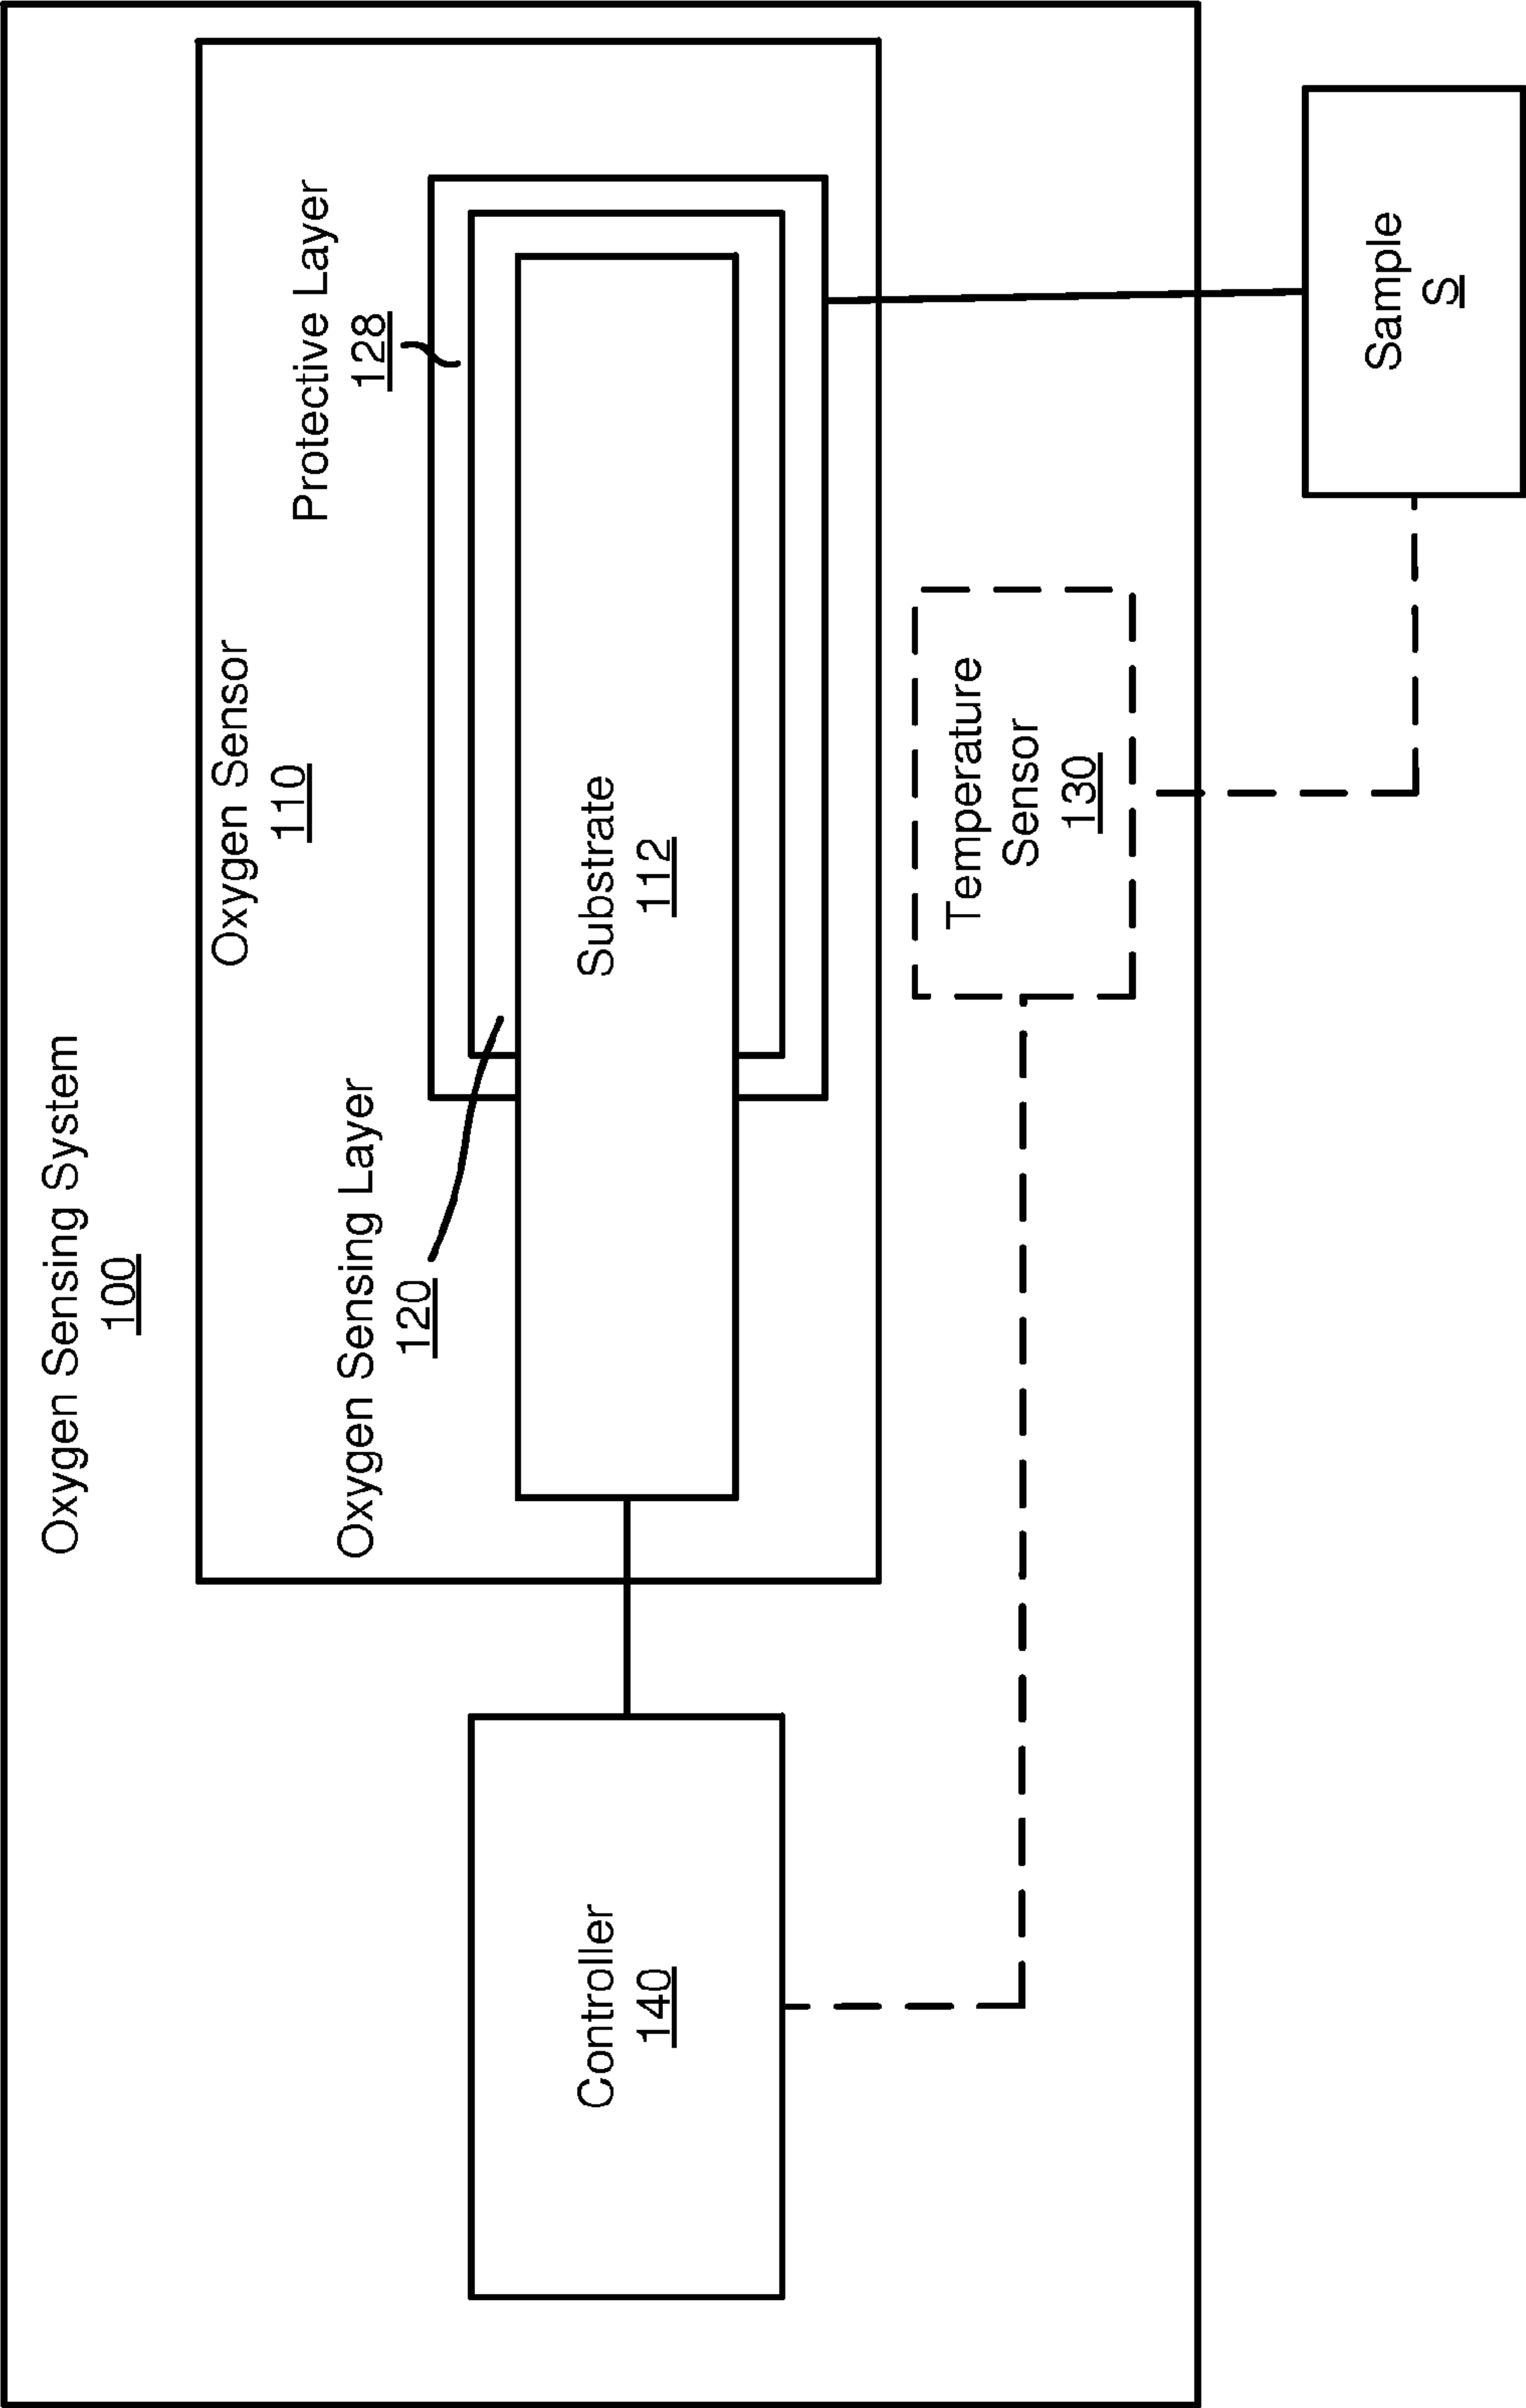 Oxygen Sensing System
100
Oxygen Sensor
110
Protective Layer
128
Oxygen Sensing Layer
120
Substrate
112
Controller
140
Temperature
Sensor
130
Sample
S